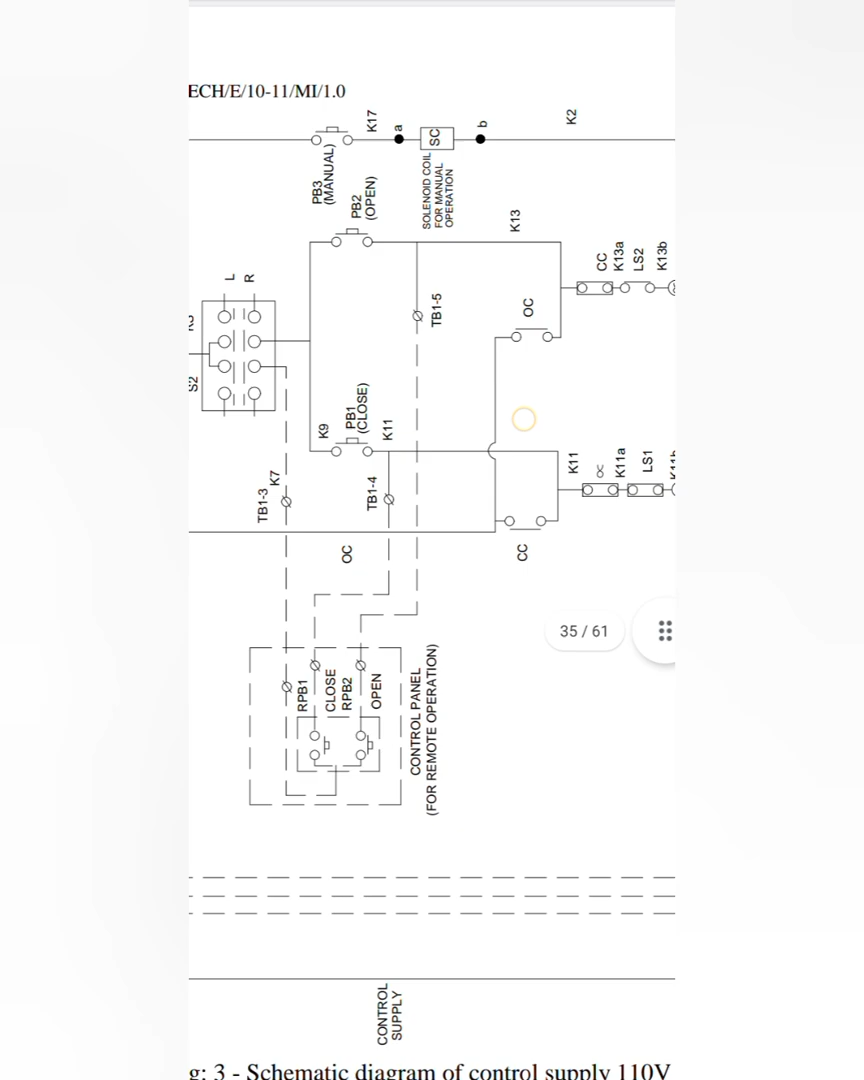 ECH/E/10-11/MI/1.0
K17
a
SC
b
K2
PB3
(MANUAL)
PB2
(OPEN)
SOLENOID COIL
FOR MANUAL
OPERATION
K13
CC
K13a
LS2
K13b
L
R
S2
TB1-5
OC
K9
PB1
(CLOSE)
K11
K11
K11a
LS1
TB1-3
K7
TB1-4
OC
CC
35 / 61
RPB1
CLOSE
RPB2
OPEN
CONTROL PANEL
(FOR REMOTE OPERATION)
CONTROL
SUPPLY
g: 3 - Schematic diagram of control supply 110V